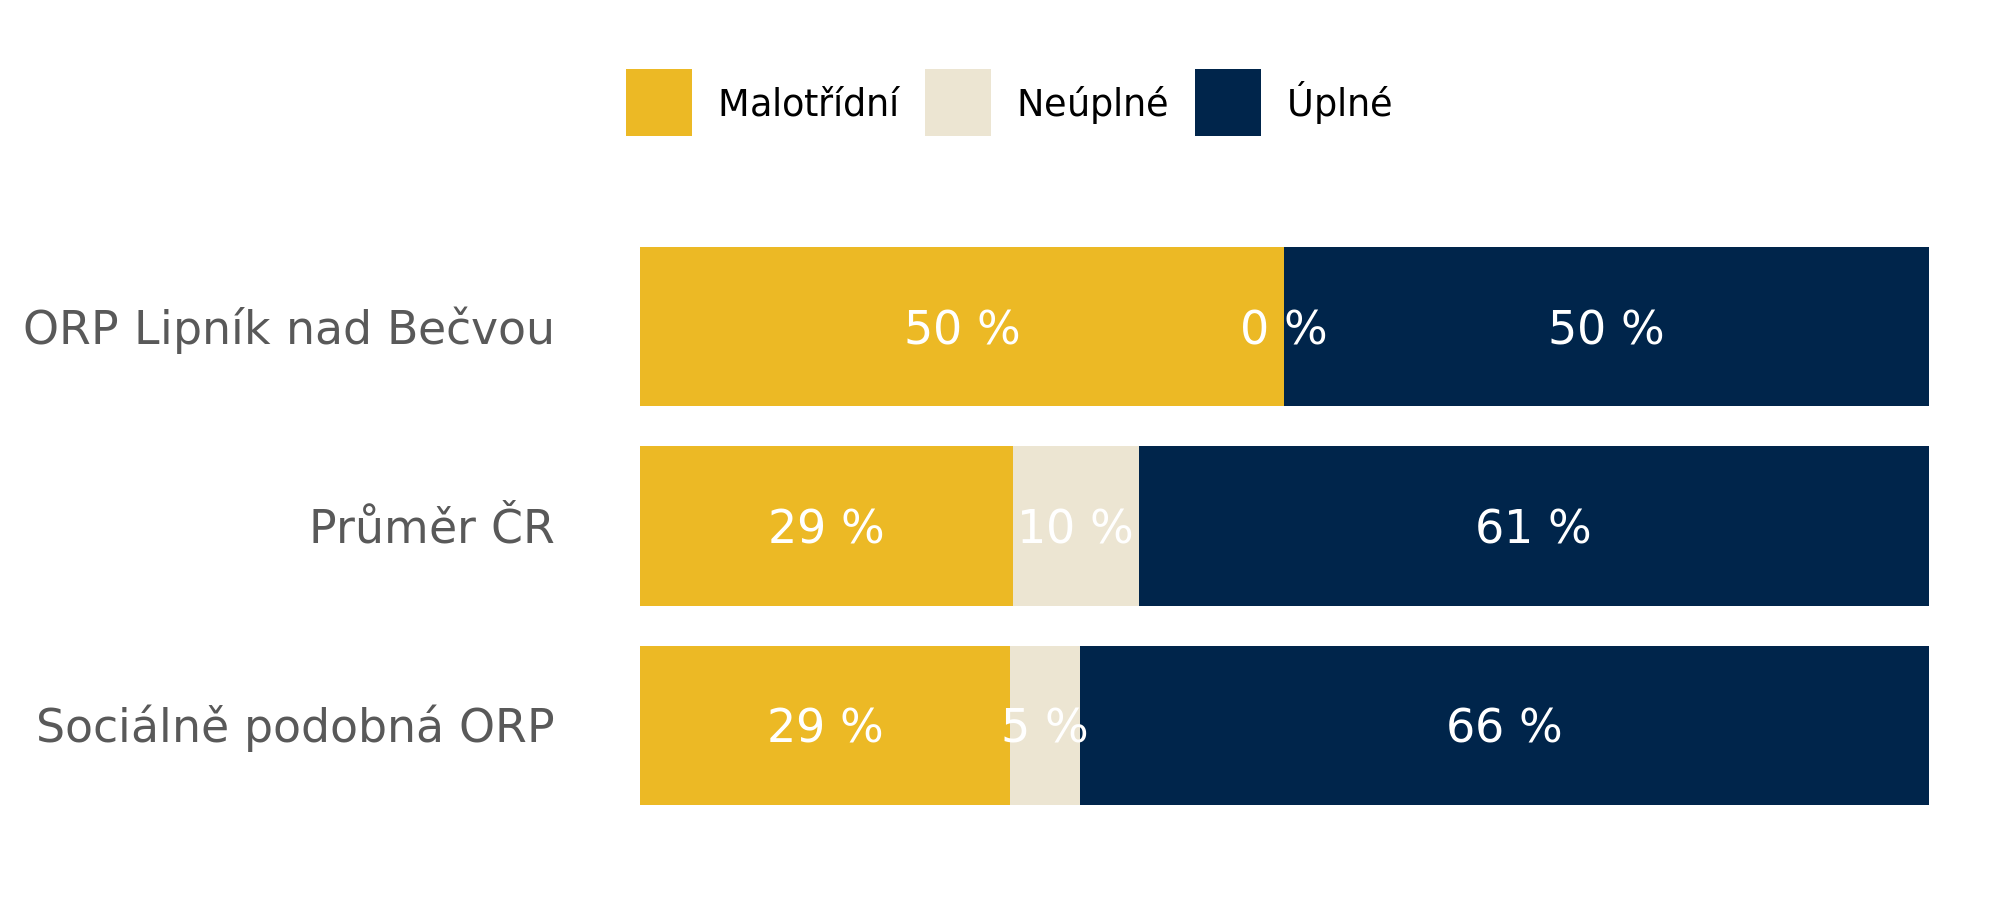 Malotřídní Neúplné Úplné
ORP Lipník nad Bečvou 50 % 0 % 50 %
Průměr ČR 29 % 10 % 61 %
Sociálně podobná ORP 29 % 5 % 66 %